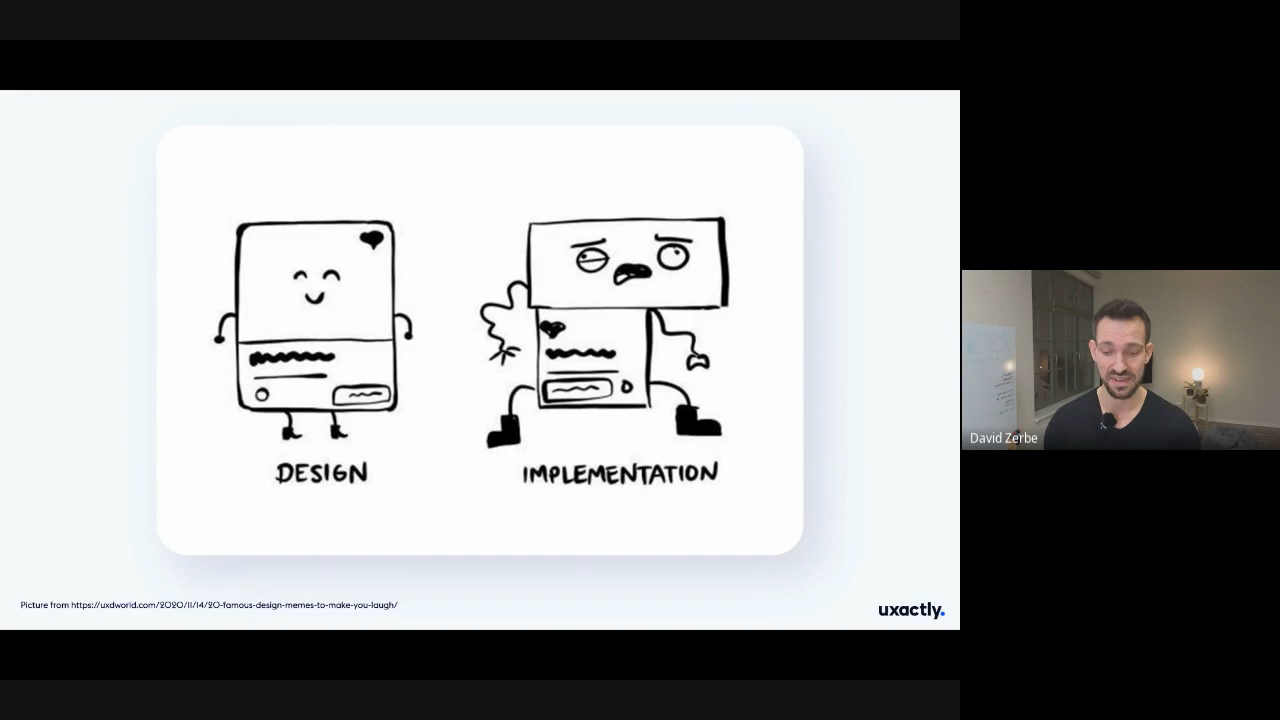 DESIGN
IMPLEMENTATION
Picture from https://uxdworld.com/2020/11/14/20-famous-design-memes-to-make-you-laugh/
uxactly.
David Zerbe